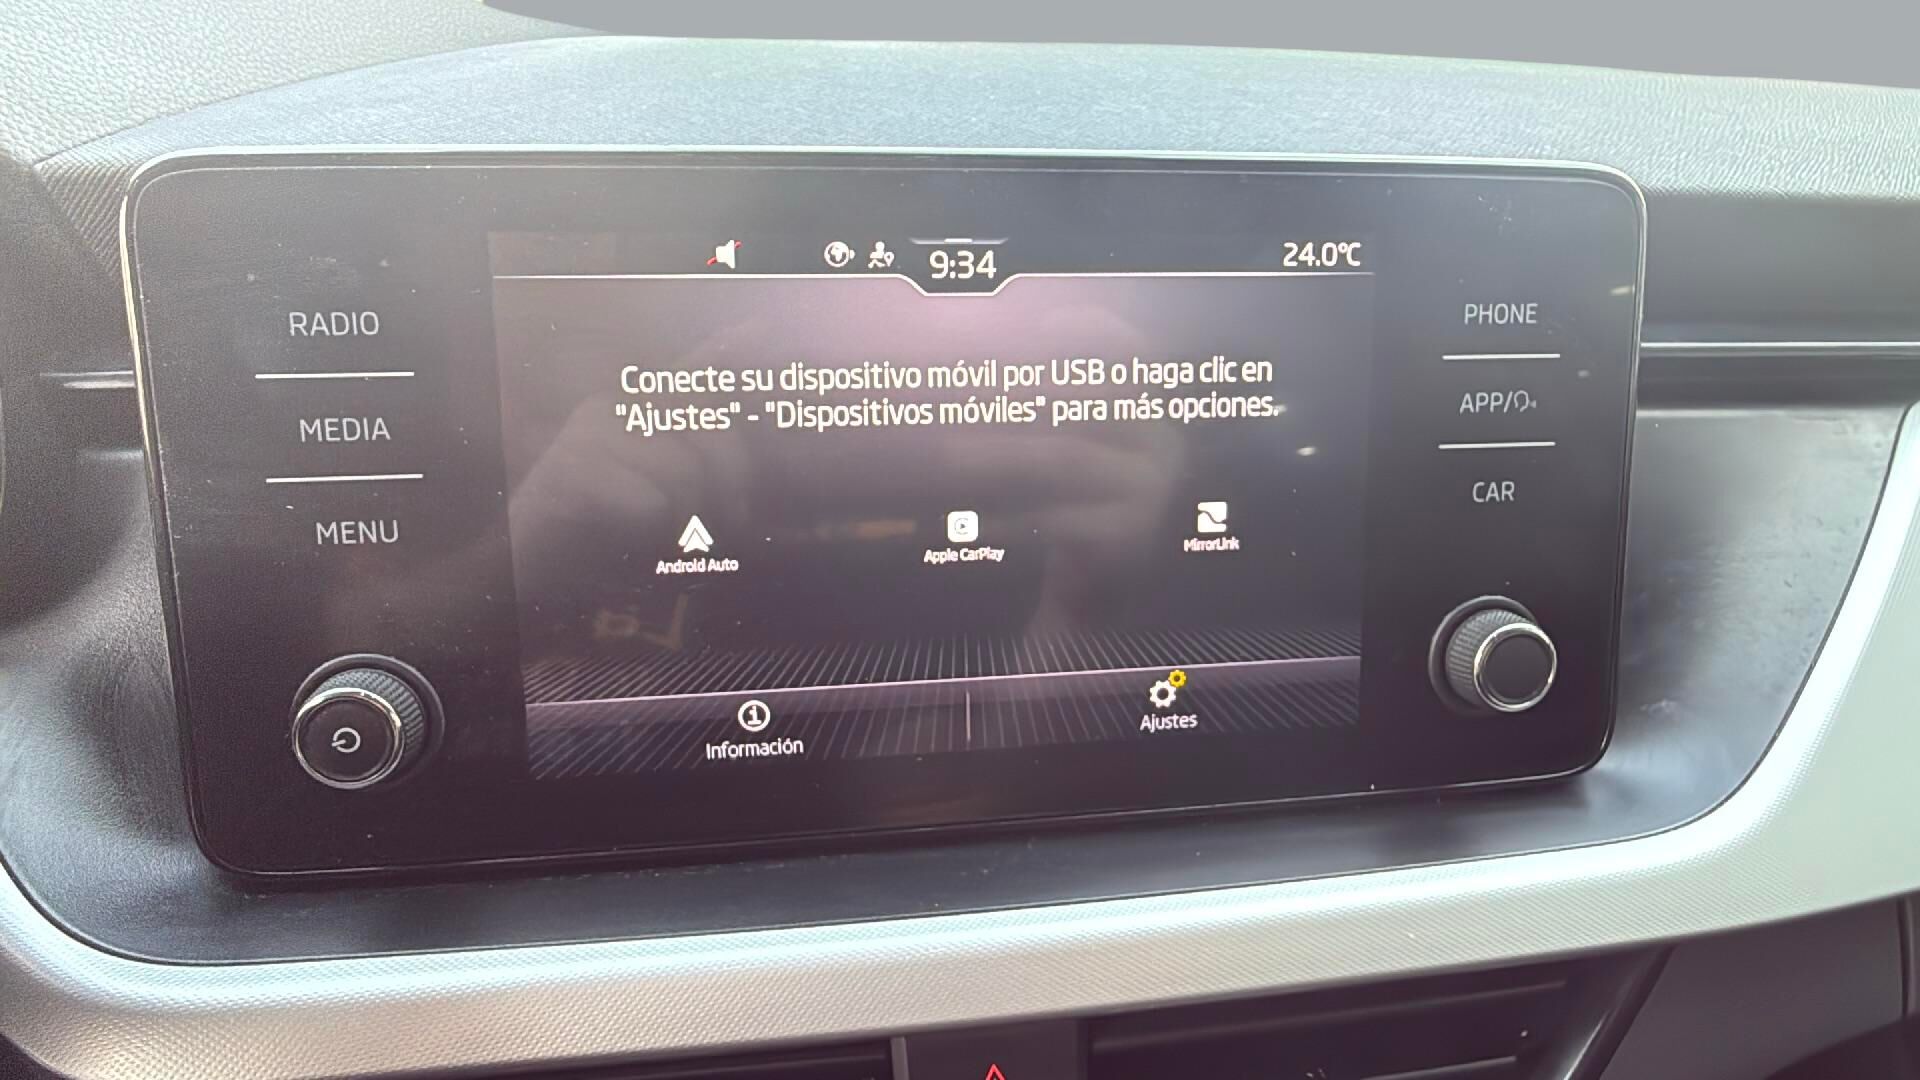 9:34
24.0°C
RADIO
MEDIA
MENU
Conecte su dispositivo móvil por USB o haga clic en
"Ajustes" - "Dispositivos móviles" para más opciones.
Android Auto
Apple CarPlay
MirrorLink
Información
Ajustes
PHONE
APP/
CAR